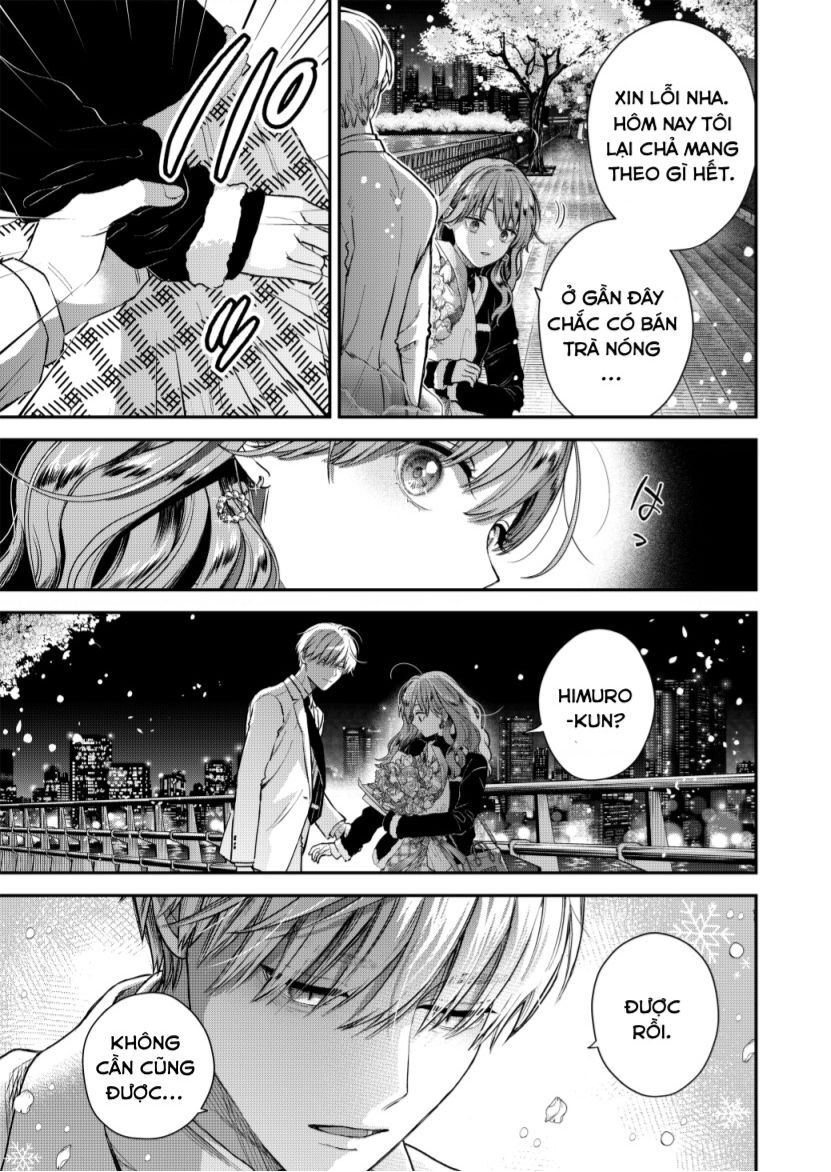 XIN LỖI NHA.
HÔM NAY TÔI
LẠI CHẢ MANG
THEO GÌ HẾT.
Ở GẦN ĐÂY
CHẮC CÓ BÁN
TRÀ NÓNG
...
HIMURO
-KUN?
ĐƯỢC
RỒI.
KHÔNG
CẦN CŨNG
ĐƯỢC...